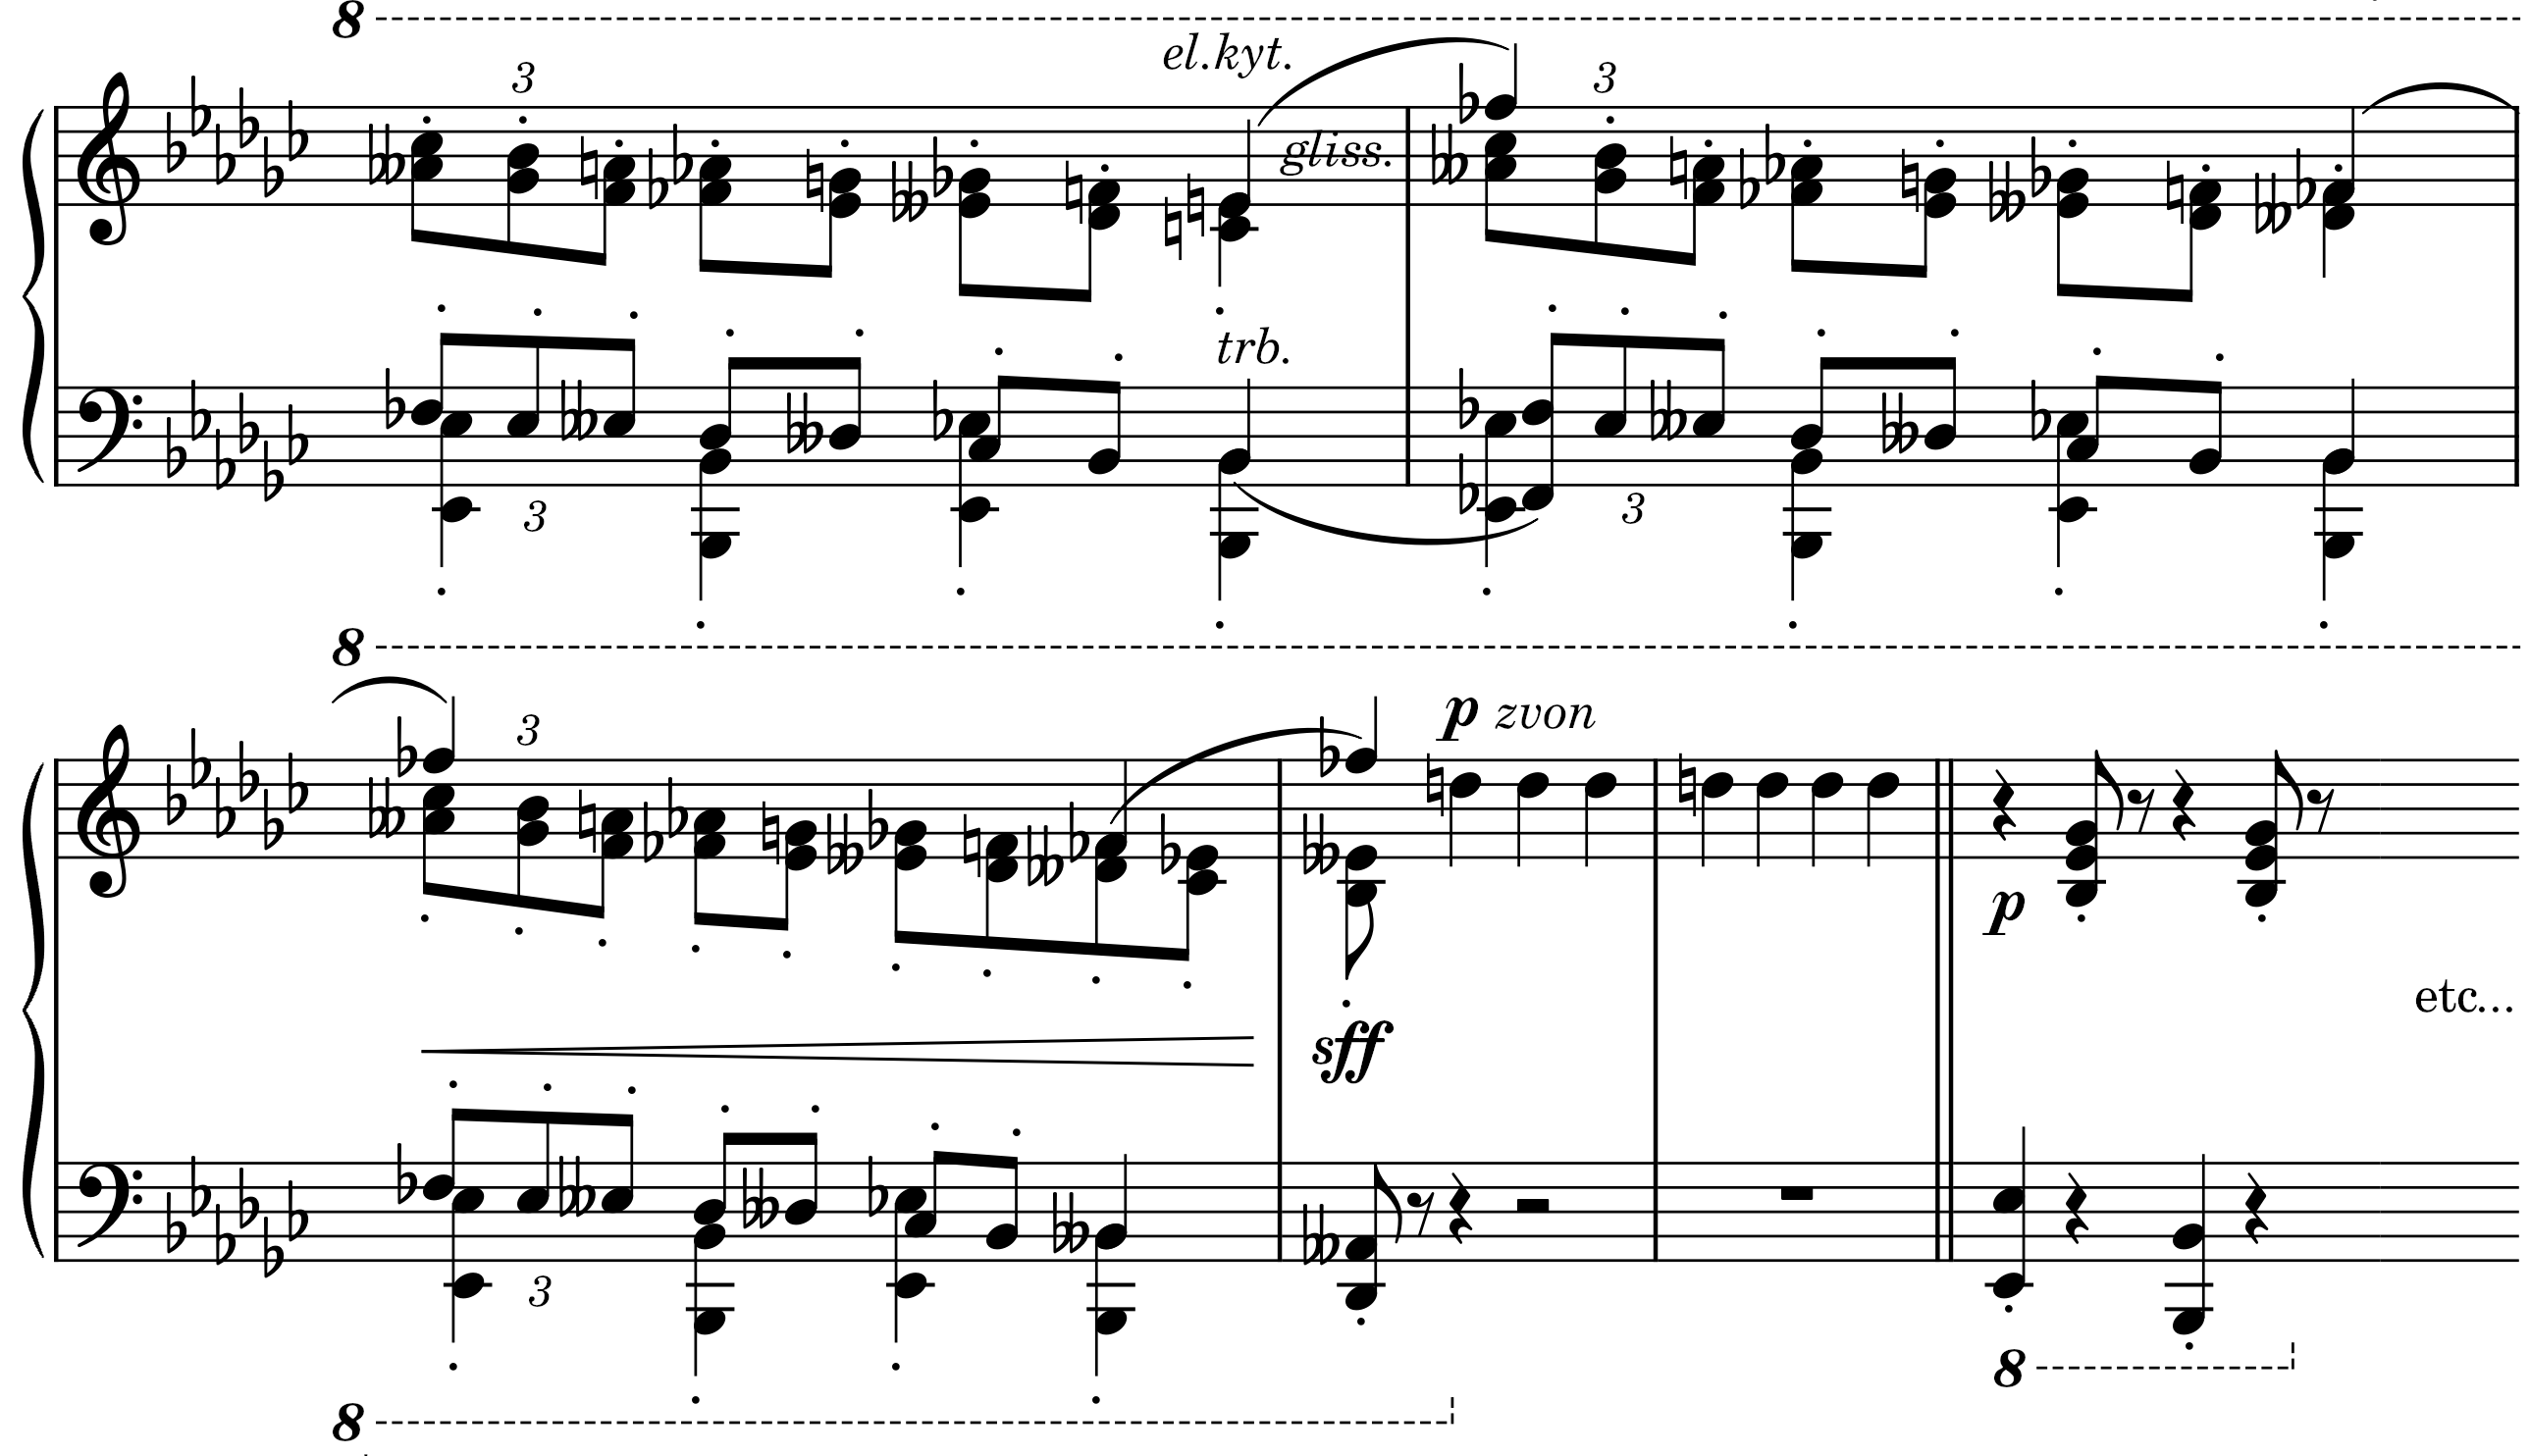 8
el.kyt.
3 3
gliss.
trb.
3 3
8
3
p zvon
p
etc...
sff
3
8
8